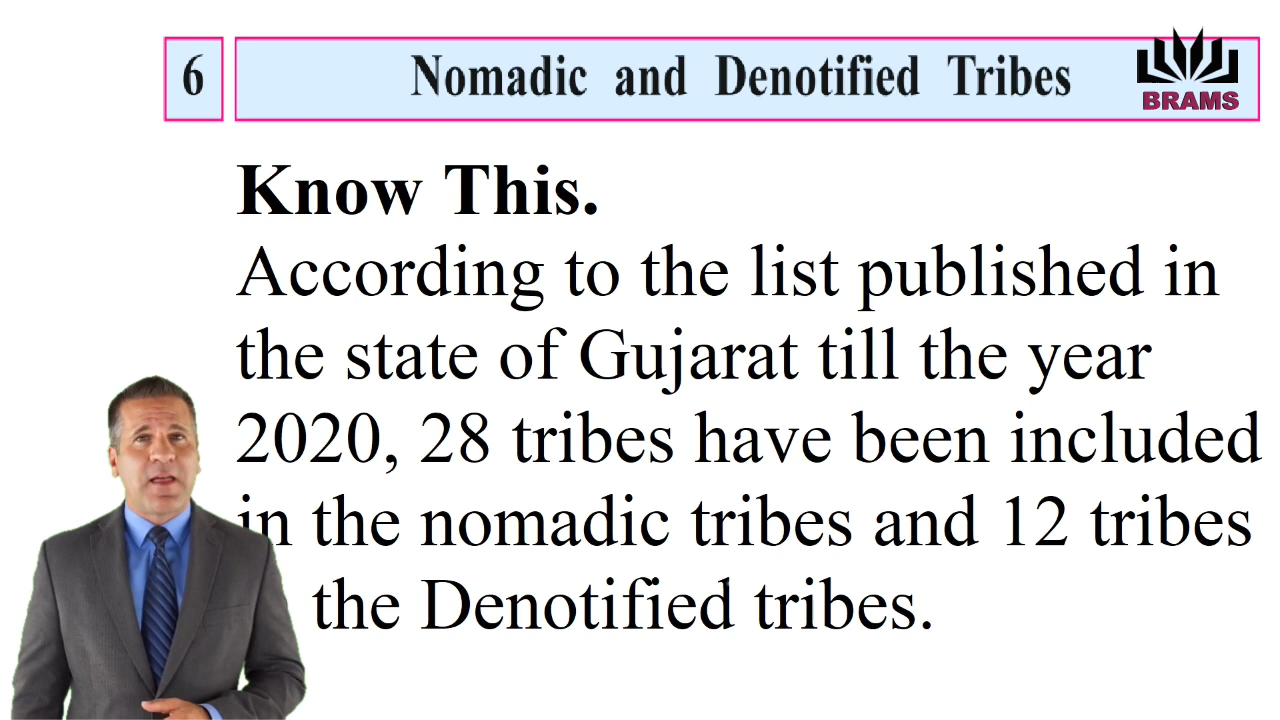 6
Nomadic and Denotified Tribes
BRAMS
Know This.
According to the list published in
the state of Gujarat till the year
2020, 28 tribes have been included
in the nomadic tribes and 12 tribes
the Denotified tribes.